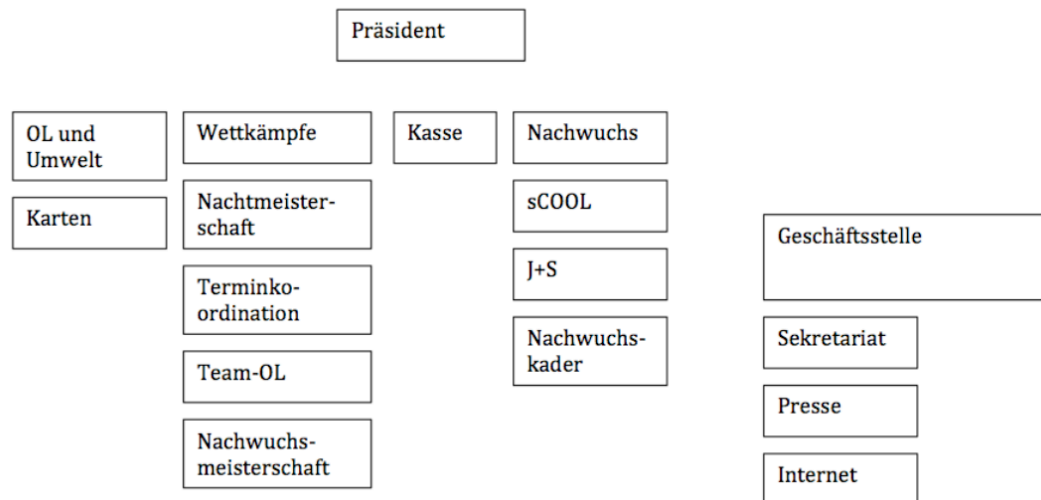 Präsident
OL und
Umwelt
Karten
Wettkämpfe
Nachtmeister-
schaft
Terminko-
ordination
Team-OL
Nachwuchs-
meisterschaft
Kasse
Nachwuchs
sCOOL
J+S
Nachwuchs-
kader
Geschäftsstelle
Sekretariat
Presse
Internet